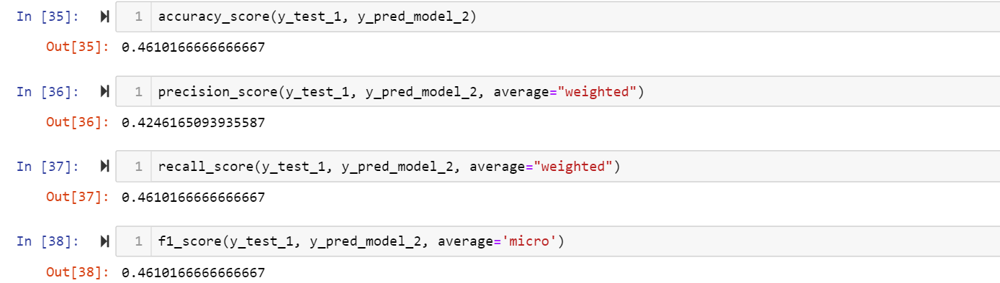 In [35]: 1 accuracy_score(y_test_1, y_pred_model_2)
Out[35]: 0.4610166666666667
In [36]: 1 precision_score(y_test_1, y_pred_model_2, average="weighted")
Out[36]: 0.4246165093935587
In [37]: 1 recall_score(y_test_1, y_pred_model_2, average="weighted")
Out[37]: 0.4610166666666667
In [38]: 1 f1_score(y_test_1, y_pred_model_2, average='micro')
Out[38]: 0.4610166666666667